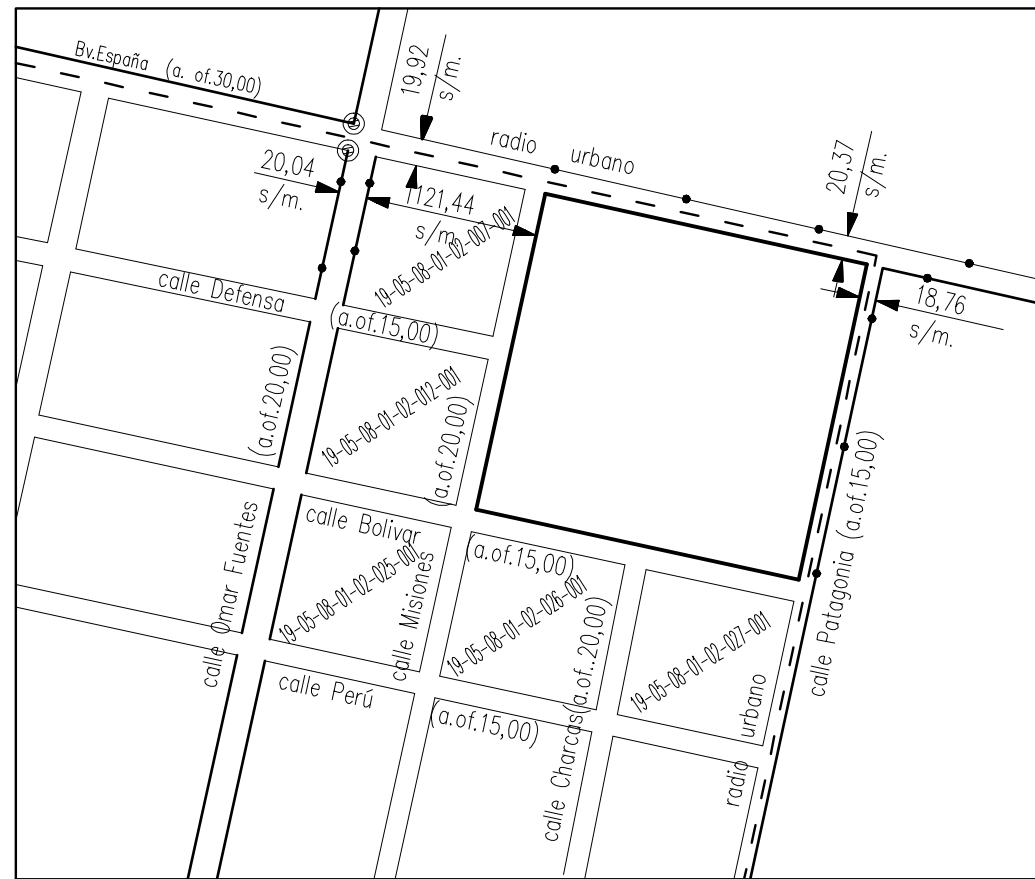 Bv.España (a. of.30,00)
19,92
s/m.
radio urbano
20,37
s/m.
20,04
s/m.
1121,44
s/m.
19-05-08-01-02-007-001
calle Defensa
(a.of.15,00)
18,76
s/m.
(a.of.20,00)
19-05-08-01-02-012-001
(a.of.20,00)
calle Patagonia (a.of.15,00)
calle Bolivar
(a.of.15,00)
calle Omar Fuentes
19-05-08-01-02-025-001
calle Misiones
19-05-08-01-02-026-001
19-05-08-01-02-027-001
calle Perú
(a.of.15,00)
calle Charcas(a.of..20,00)
radio urbano